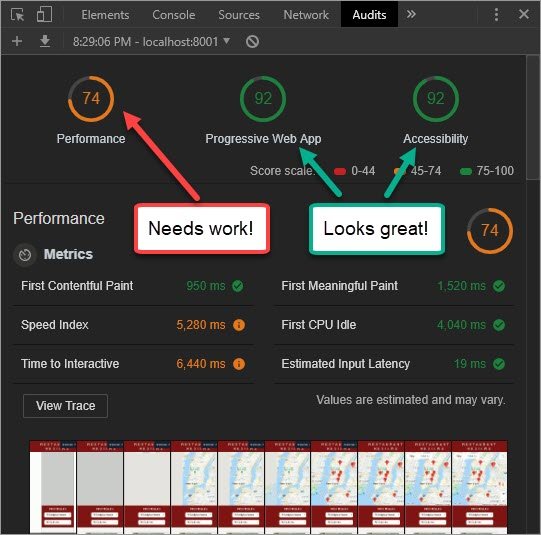 Elements Console Sources Network Audits
8:29:06 PM - localhost:8001
74 92 92
Performance Progressive Web App Accessibility
Score scale: 0-44 45-74 75-100
Needs work! Looks great!
Performance 74
Metrics
First Contentful Paint 950 ms First Meaningful Paint 1,520 ms
Speed Index 5,280 ms First CPU Idle 4,040 ms
Time to Interactive 6,440 ms Estimated Input Latency 19 ms
View Trace Values are estimated and may vary.